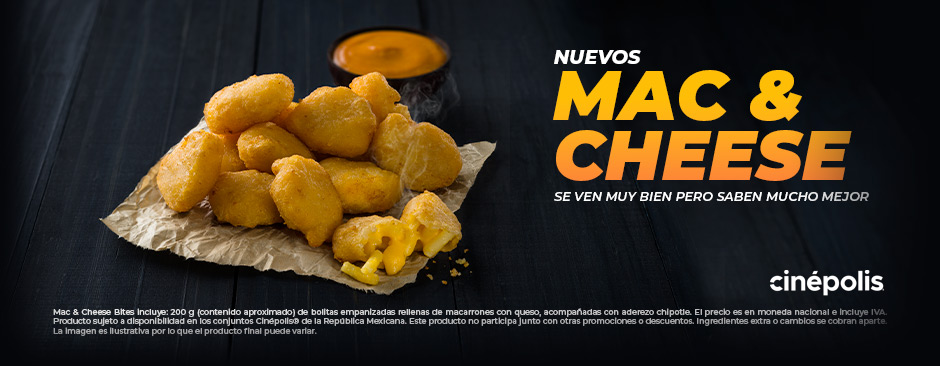 NUEVOS
MAC &
CHEESE
SE VEN MUY BIEN PERO SABEN MUCHO MEJOR
cinépolis
Mac & Cheese Bites incluye: 200 g (contenido aproximado) de bolitas empanizadas rellenas de macarrones con queso, acompañadas con aderezo chipotle. El precio es en moneda nacional e incluye IVA.
Producto sujeto a disponibilidad en los conjuntos Cinépolis® de la República Mexicana. Este producto no participa junto con otras promociones o descuentos. Ingredientes extra o cambios se cobran aparte.
La imagen es ilustrativa por lo que el producto final puede variar.